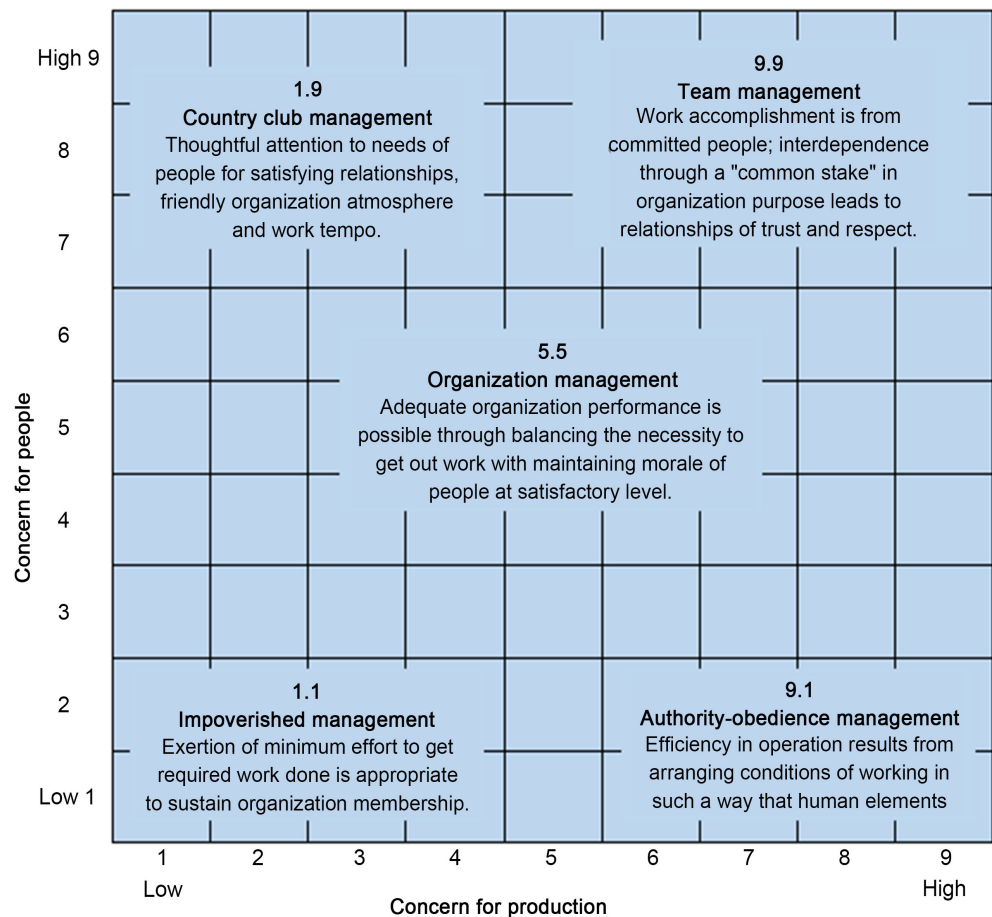 High 9
8
7
6
5
4
3
2
Low 1
Concern for people
1.9
Country club management
Thoughtful attention to needs of
people for satisfying relationships,
friendly organization atmosphere
and work tempo.
9.9
Team management
Work accomplishment is from
committed people; interdependence
through a "common stake" in
organization purpose leads to
relationships of trust and respect.
5.5
Organization management
Adequate organization performance is
possible through balancing the necessity to
get out work with maintaining morale of
people at satisfactory level.
1.1
Impoverished management
Exertion of minimum effort to get
required work done is appropriate
to sustain organization membership.
9.1
Authority-obedience management
Efficiency in operation results from
arranging conditions of working in
such a way that human elements
1 2 3 4 5 6 7 8 9
Low High
Concern for production